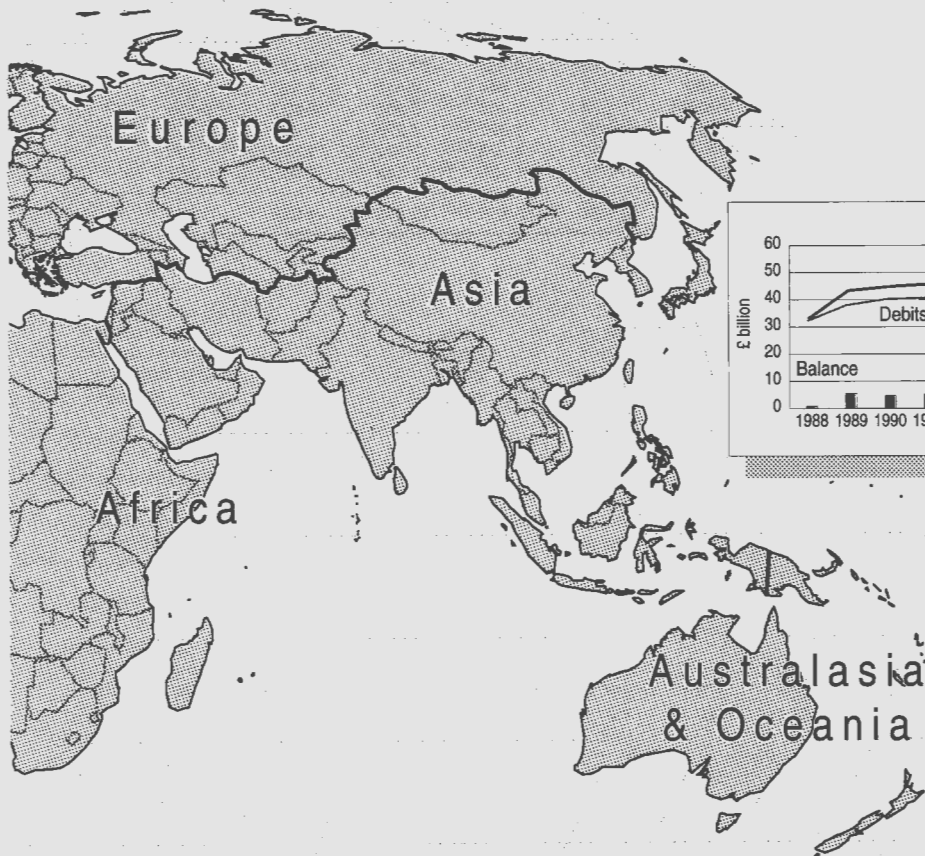 Europe
Asia
Africa
Australasia
& Oceania
£ billion
60
50
40
30
20
10
0
Debits
Balance
1988 1989 1990